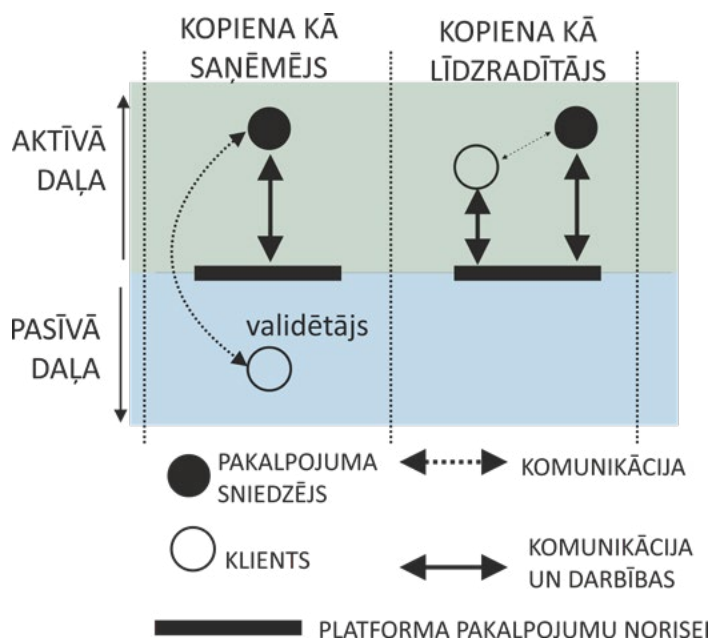 KOPIENA KĀ
SAŅĒMĒJS
KOPIENA KĀ
LĪDZRADĪTĀJS
AKTĪVĀ
DAĻA
PASĪVĀ
DAĻA
validētājs
PAKALPOJUMA
SNIEDZĒJS
KOMUNIKĀCIJA
KLIENTS
KOMUNIKĀCIJA
UN DARBĪBAS
PLATFORMA PAKALPOJUMU NORISEI